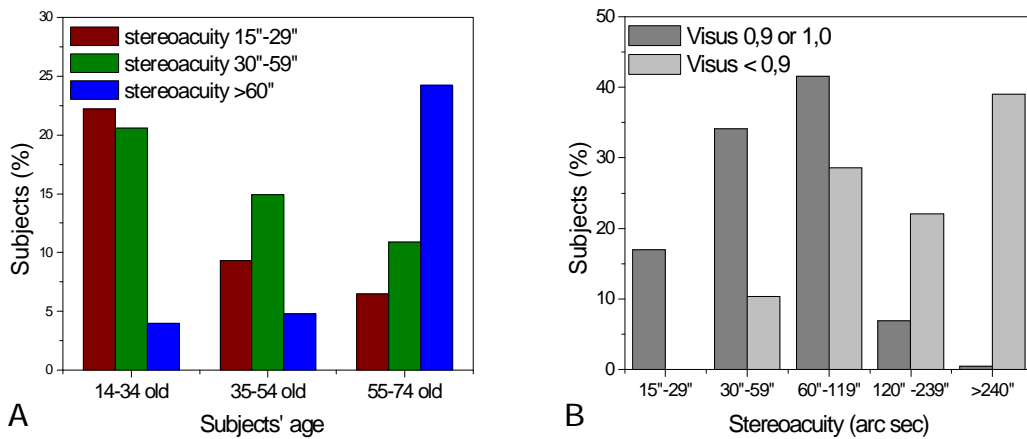 30
25
20
15
10
5
0
Subjects (%)
stereoacuity 15"-29"
stereoacuity 30"-59"
stereoacuity >60"
14-34 old 35-54 old 55-74 old
Subjects' age
A
50
40
30
20
10
0
Subjects (%)
Visus 0,9 or 1,0
Visus < 0,9
15"-29" 30"-59" 60"-119" 120"-239" >240"
Stereoacuity (arc sec)
B